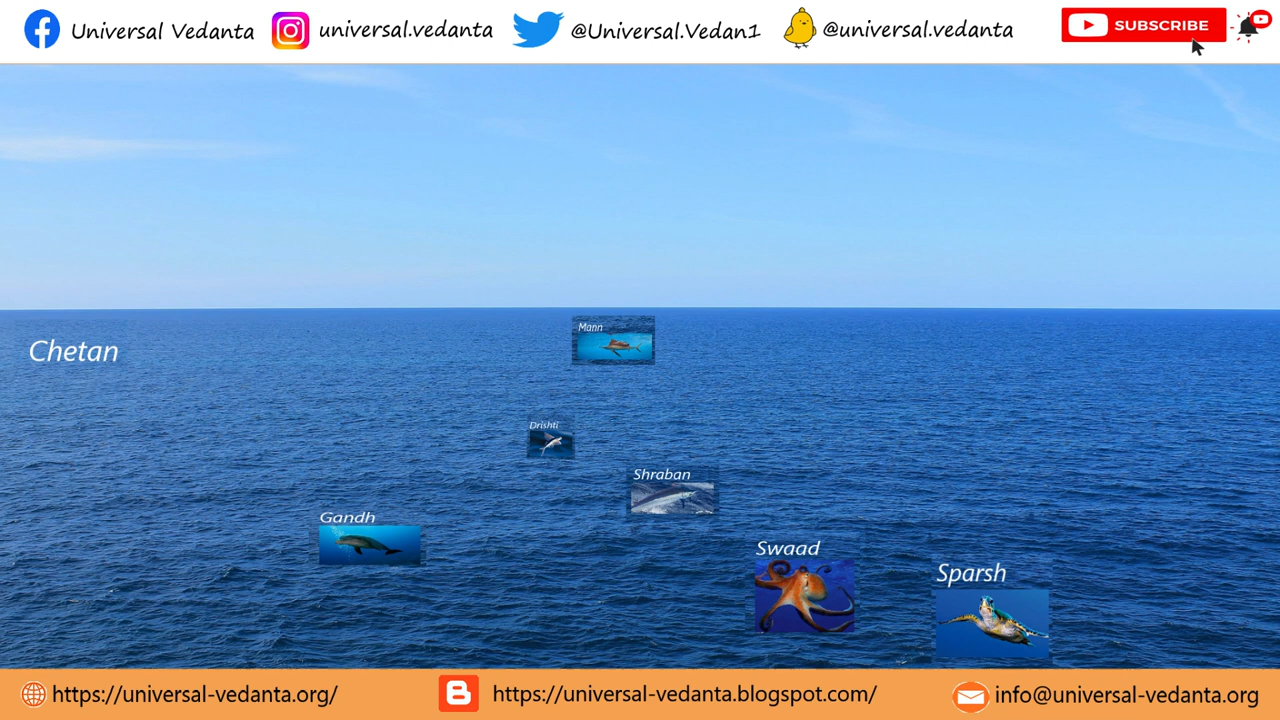 Universal Vedanta
universal.vedanta
@Universal.Vedan1
@universal.vedanta
SUBSCRIBE
Chetan
Mann
Drishti
Shraban
Gandh
Swaad
Sparsh
https://universal-vedanta.org/
https://universal-vedanta.blogspot.com/
info@universal-vedanta.org